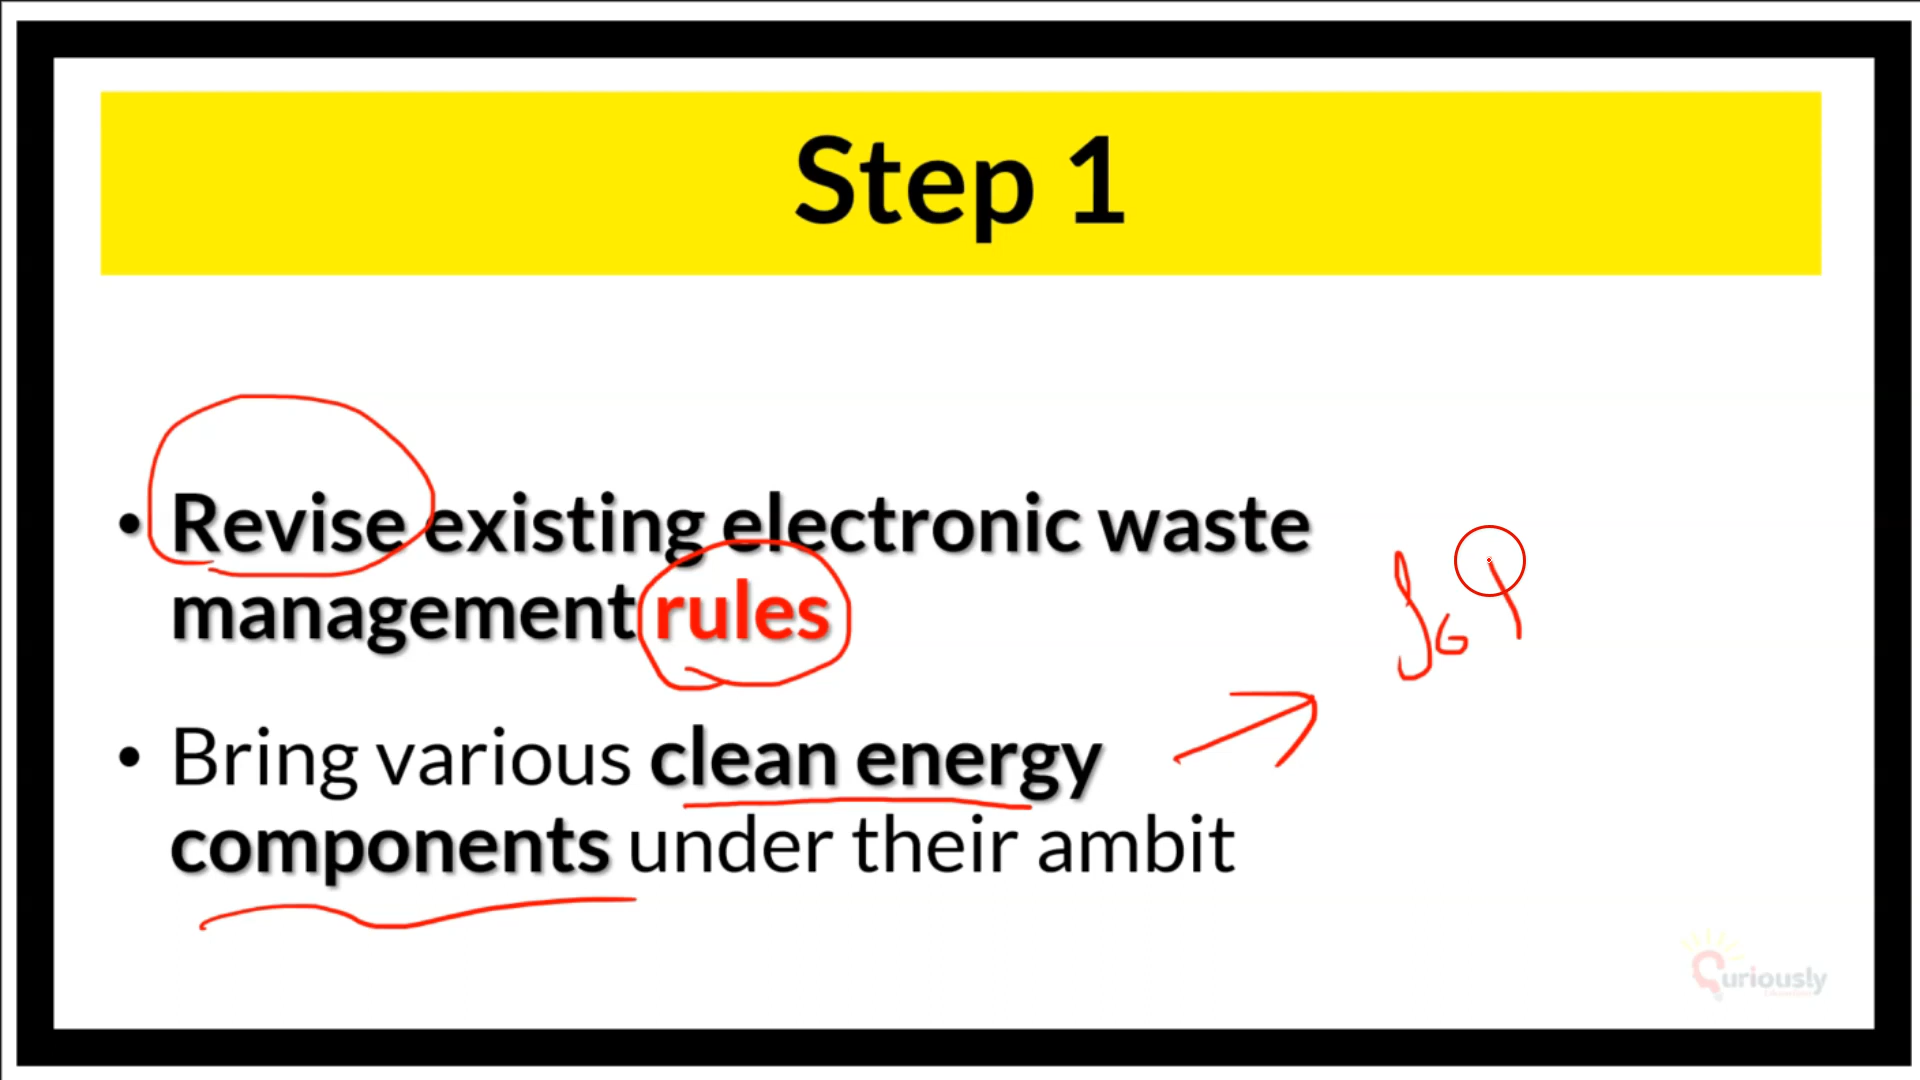 Step 1
• Revise existing electronic waste
management rules
• Bring various clean energy
components under their ambit
Curiously